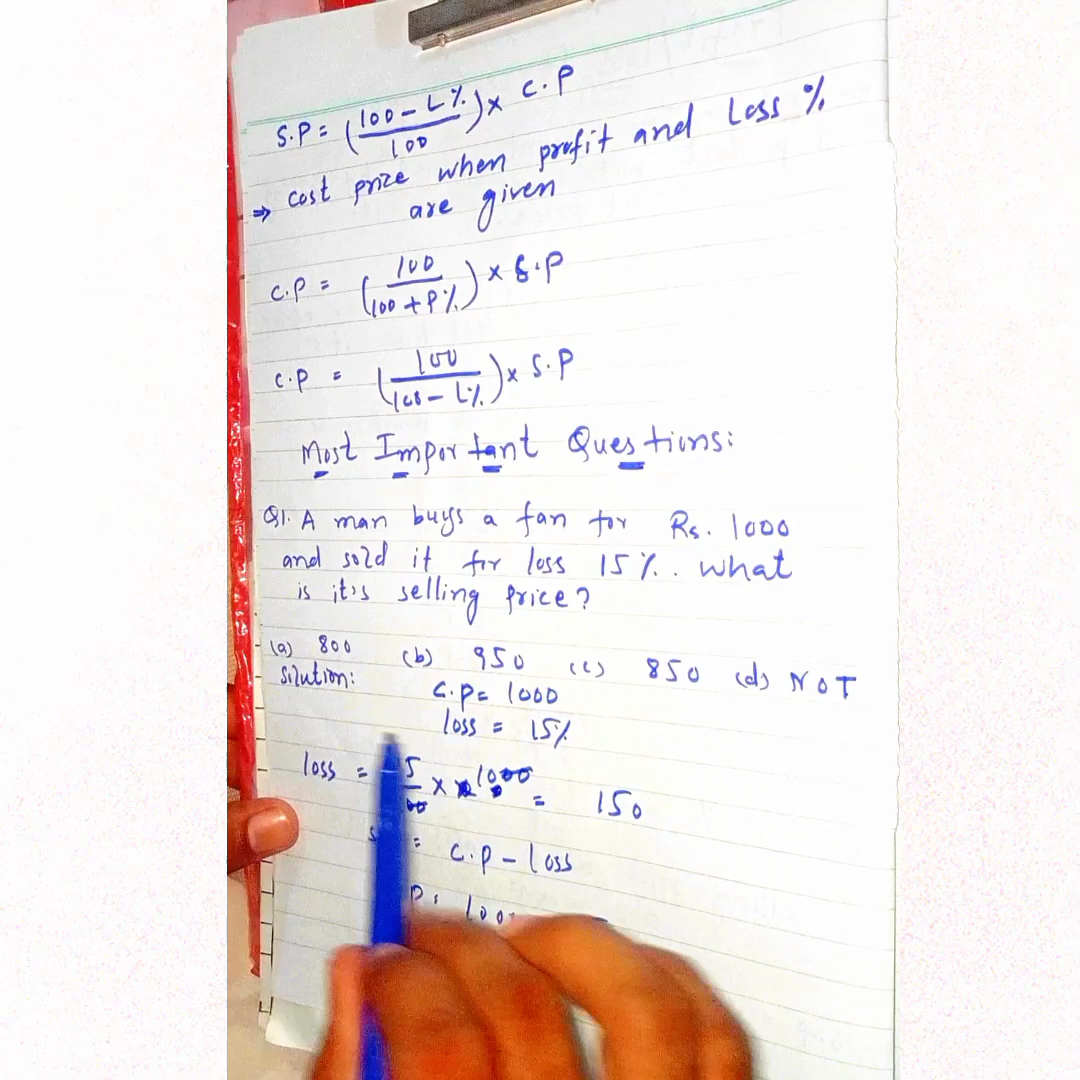 S.P = (100 - L% / 100) × C.P
⇒ cost prize when profit and Loss %
are given
C.P = (100 / 100 + P%) × S.P
C.P = (100 / 100 - L%) × S.P
Most Important Questions:
Q1. A man buys a fan for Rs. 1000
and sold it for loss 15%. what
is it's selling price?
(a) 800 (b) 950 (c) 850 (d) NOT
Solution:
C.P = 1000
loss = 15%
loss = × 1000 = 150
= C.P - loss